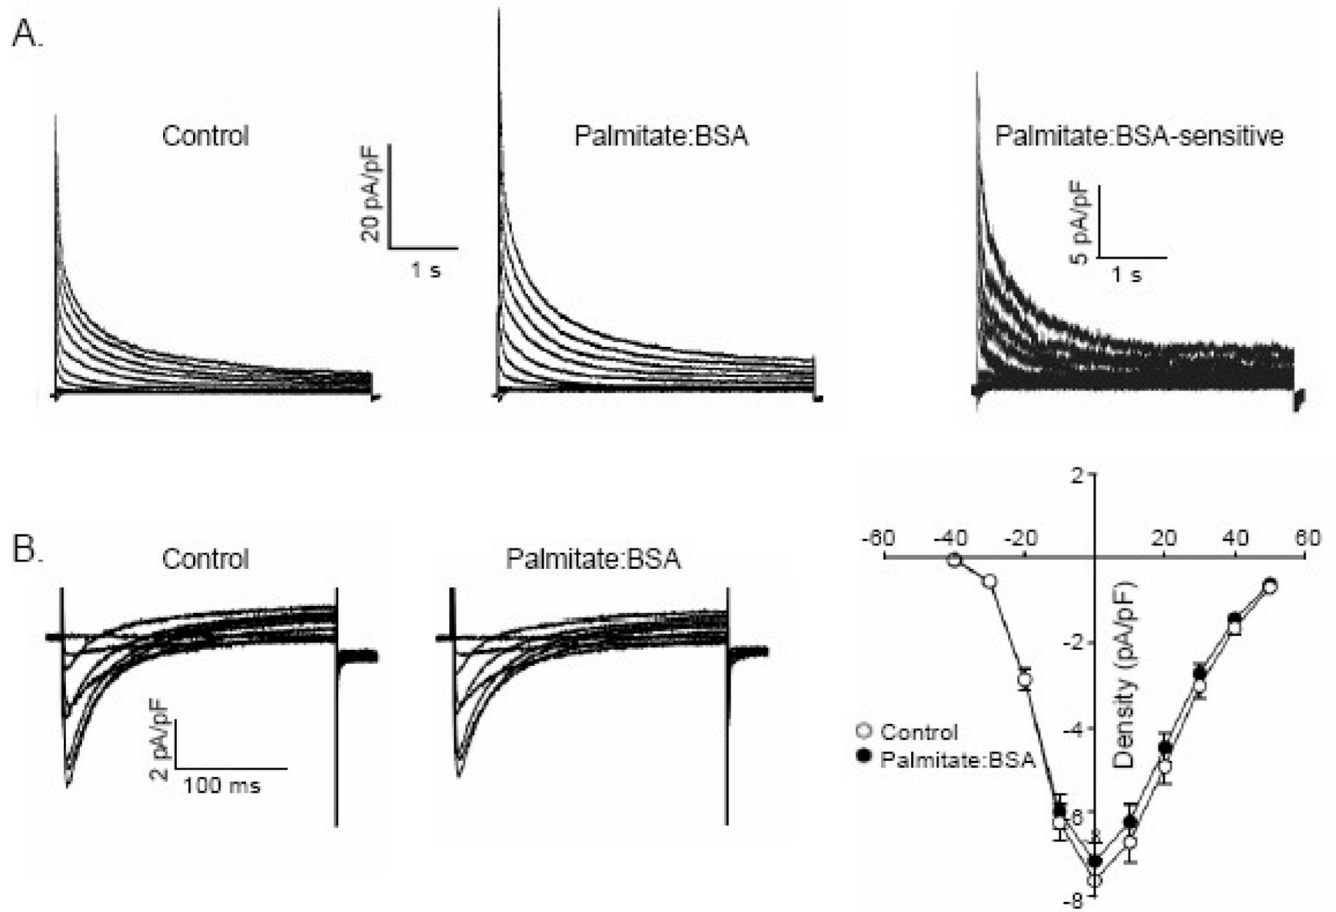 A.
Control
20 pA/pF
1 s
Palmitate:BSA
Palmitate:BSA-sensitive
5 pA/pF
1 s
B.
Control
2 pA/pF
100 ms
Palmitate:BSA
2
-60
-20
20
40
60
-2
-4
-6
-8
Density (pA/pF)
Control
Palmitate:BSA